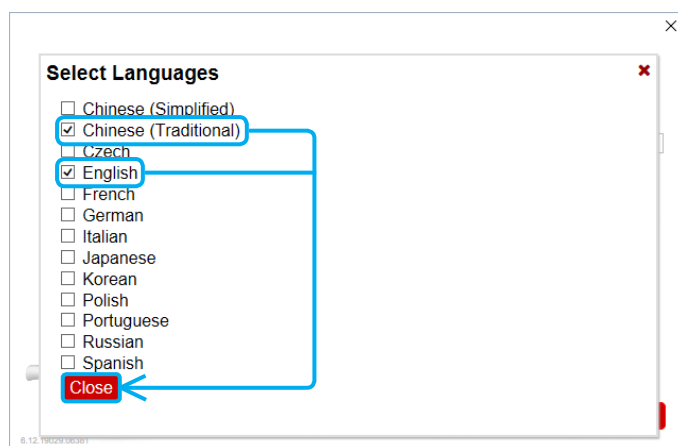 Select Languages
Chinese (Simplified)
Chinese (Traditional)
Czech
English
French
German
Italian
Japanese
Korean
Polish
Portuguese
Russian
Spanish
Close